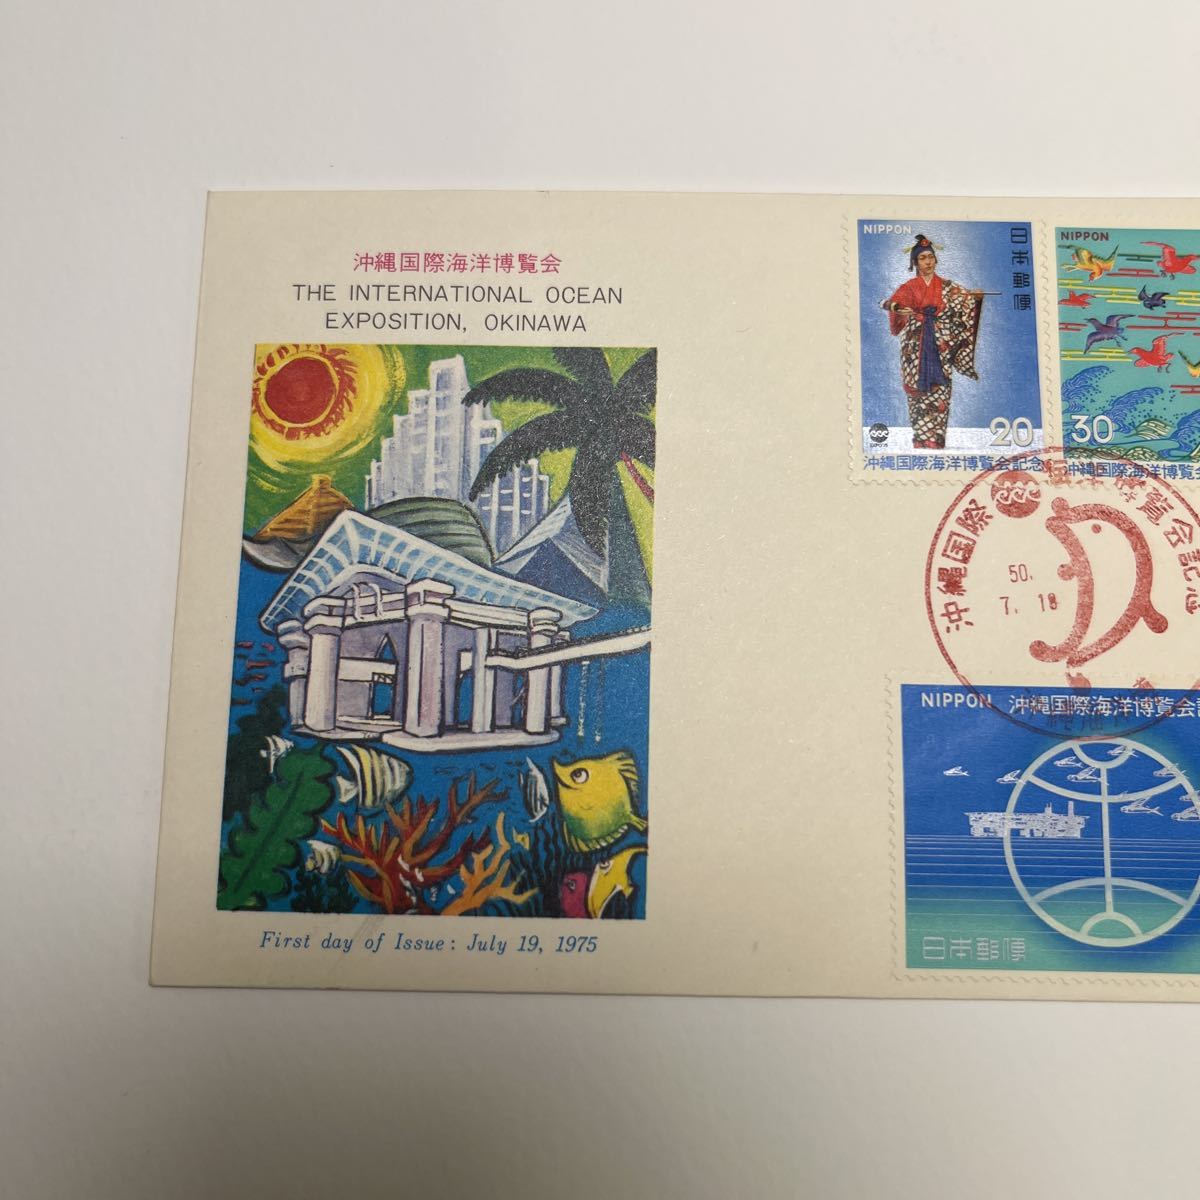 沖縄国際海洋博覧会
THE INTERNATIONAL OCEAN
EXPOSITION, OKINAWA
First day of Issue: July 19, 1975
NIPPON
日本郵便
20
沖縄国際海洋博覧会記念
NIPPON
30
沖縄国際海洋博覧会
沖縄国際
覧会記念
50.
7.
NIPPON 沖縄国際海洋博覧会
日本郵便